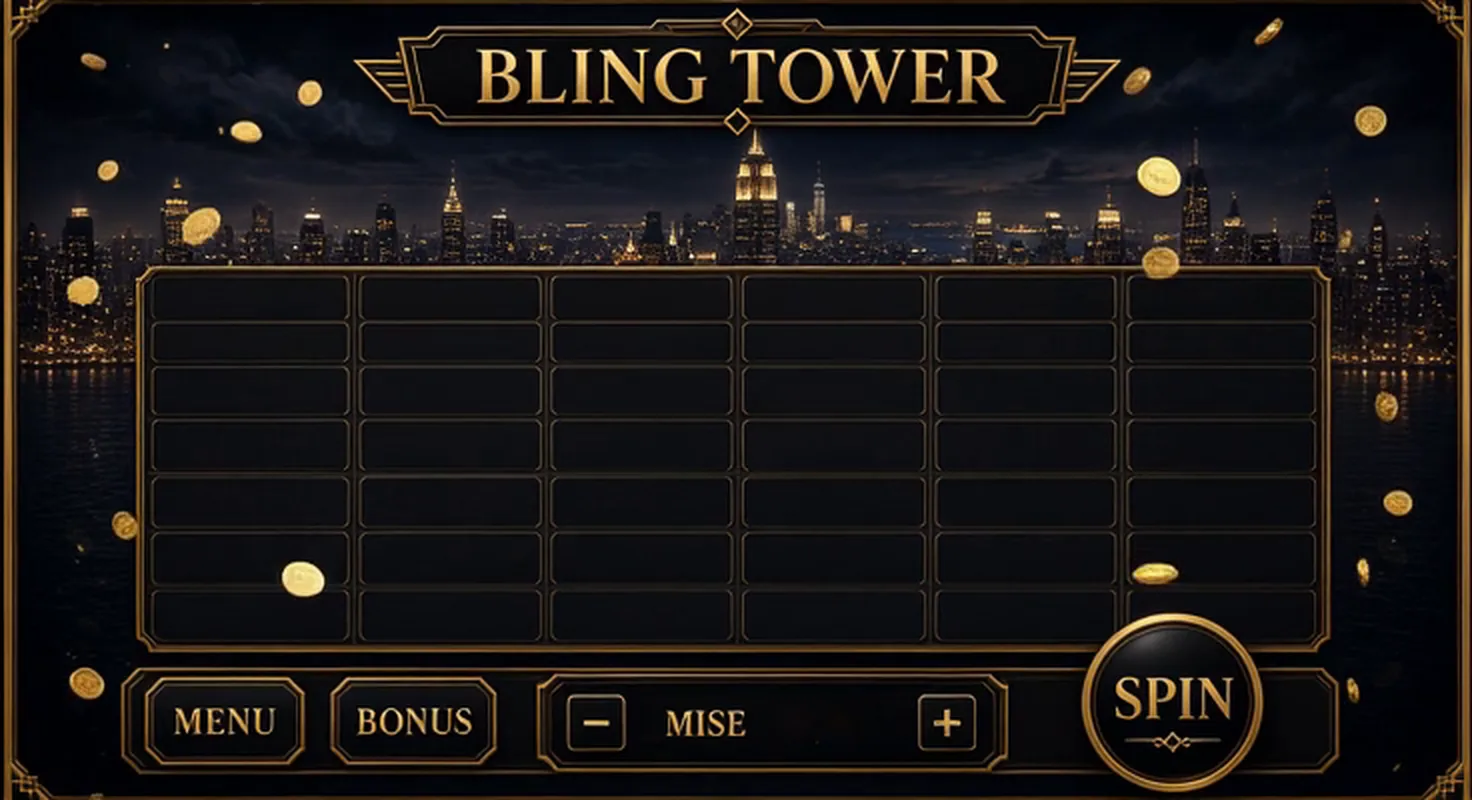 BLING TOWER
MENU
BONUS
− MISE +
SPIN